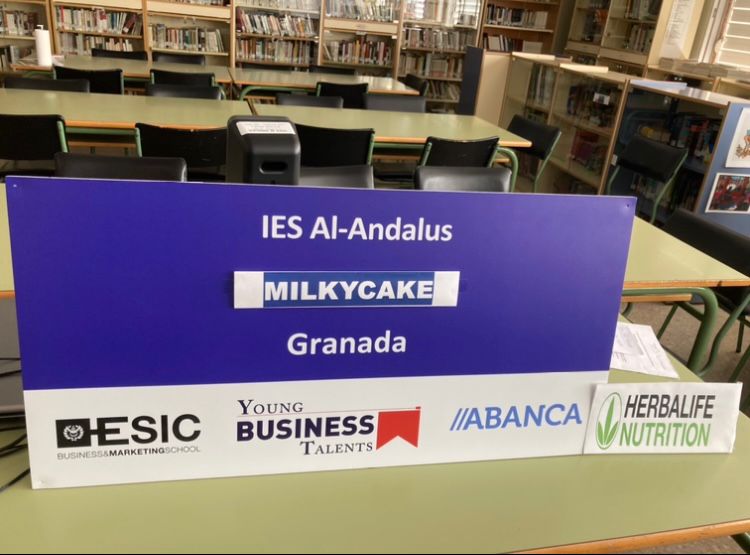 IES Al-Andalus
MILKYCAKE
Granada
ESIC
BUSINESS&MARKETINGSCHOOL
YOUNG
BUSINESS
TALENTS
//ABANCA
HERBALIFE
NUTRITION